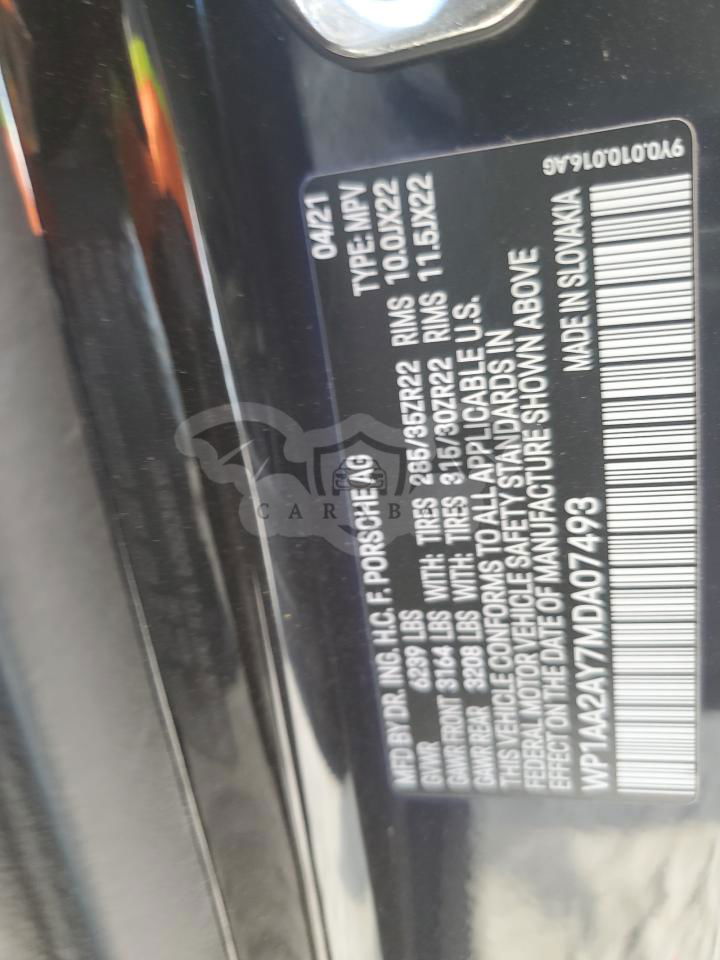 MFD BY DR. ING. H.C. F. PORSCHE AG 04/21
GVWR 6239 LBS TYPE: MPV
GAWR FRONT 3164 LBS WITH: TIRES 285/35ZR22 RIMS 10.0JX22
GAWR REAR 3208 LBS WITH: TIRES 315/30ZR22 RIMS 11.5JX22
THIS VEHICLE CONFORMS TO ALL APPLICABLE U.S.
FEDERAL MOTOR VEHICLE SAFETY STANDARDS IN
EFFECT ON THE DATE OF MANUFACTURE SHOWN ABOVE
WP1AA2AY7MDA07493 MADE IN SLOVAKIA
9Y0.010.016.AG